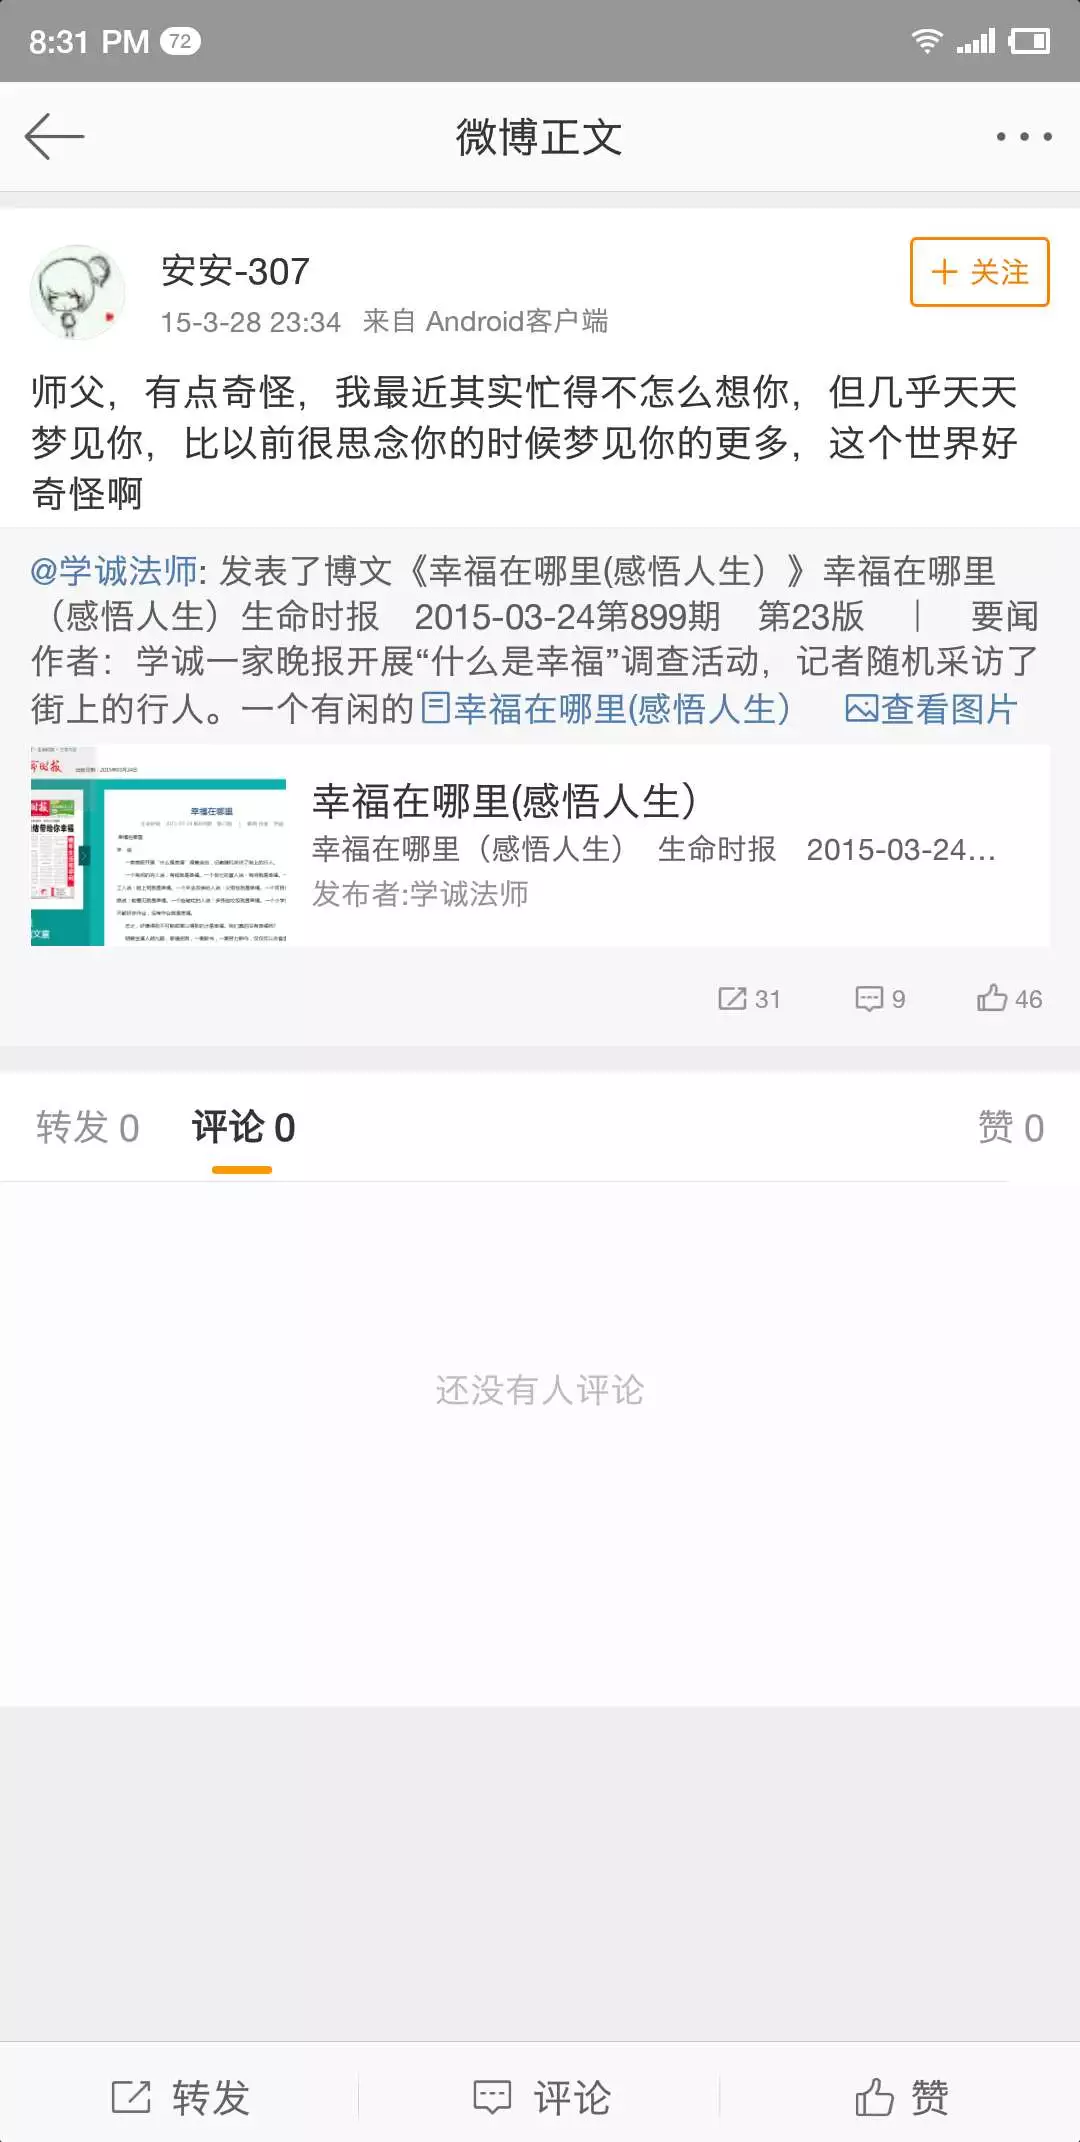 8:31 PM 72
微博正文
安安-307
+ 关注
15-3-28 23:34 来自 Android客户端
师父，有点奇怪，我最近其实忙得不怎么想你，但几乎天天
梦见你，比以前很思念你的时候梦见你的更多，这个世界好
奇怪啊
@学诚法师: 发表了博文《幸福在哪里(感悟人生）》幸福在哪里
（感悟人生）生命时报 2015-03-24第899期 第23版 | 要闻
作者：学诚一家晚报开展“什么是幸福”调查活动，记者随机采访了
街上的行人。一个有闲的 幸福在哪里(感悟人生） 查看图片
幸福在哪里
幸福在哪里(感悟人生）
幸福在哪里（感悟人生） 生命时报 2015-03-24...
发布者:学诚法师
31 9 46
转发 0 评论 0 赞 0
还没有人评论
转发 评论 赞